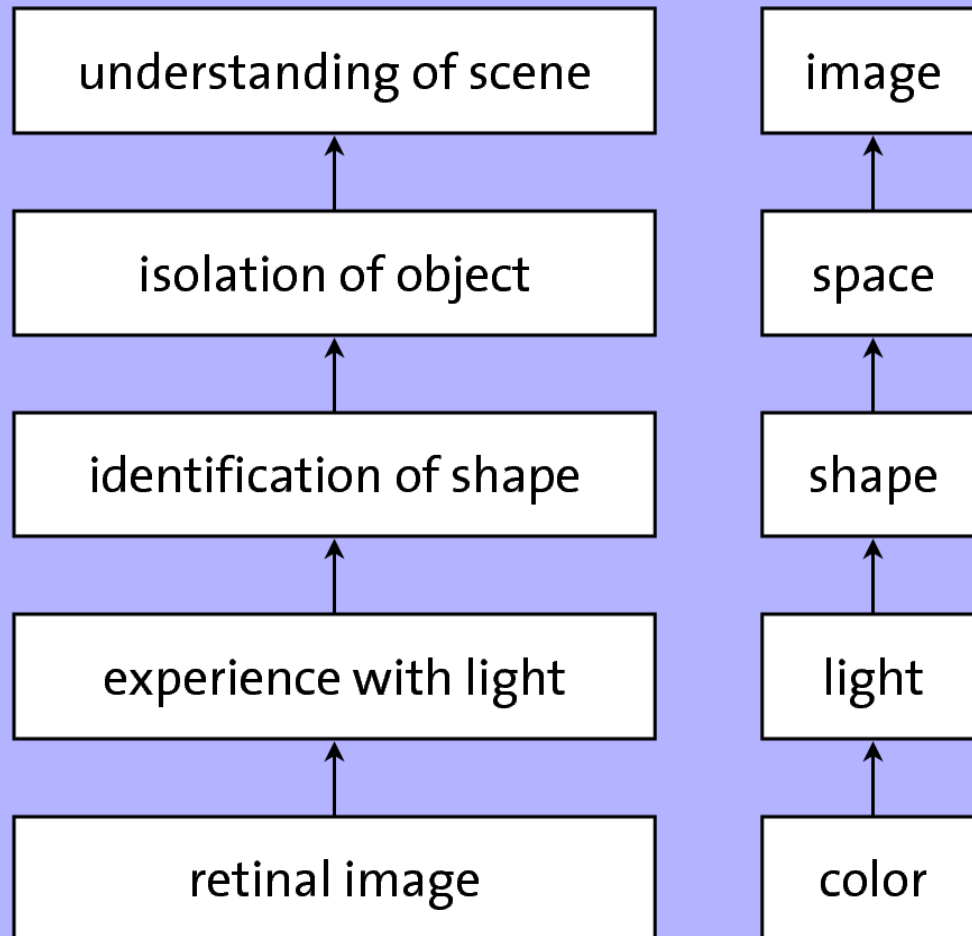 understanding of scene
image
isolation of object
space
identification of shape
shape
experience with light
light
retinal image
color